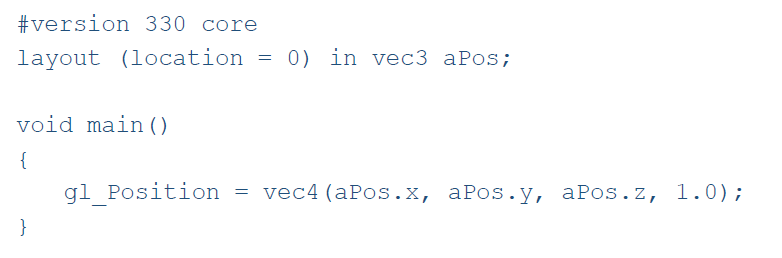 #version 330 core
layout (location = 0) in vec3 aPos;
void main()
{
gl_Position = vec4(aPos.x, aPos.y, aPos.z, 1.0);
}